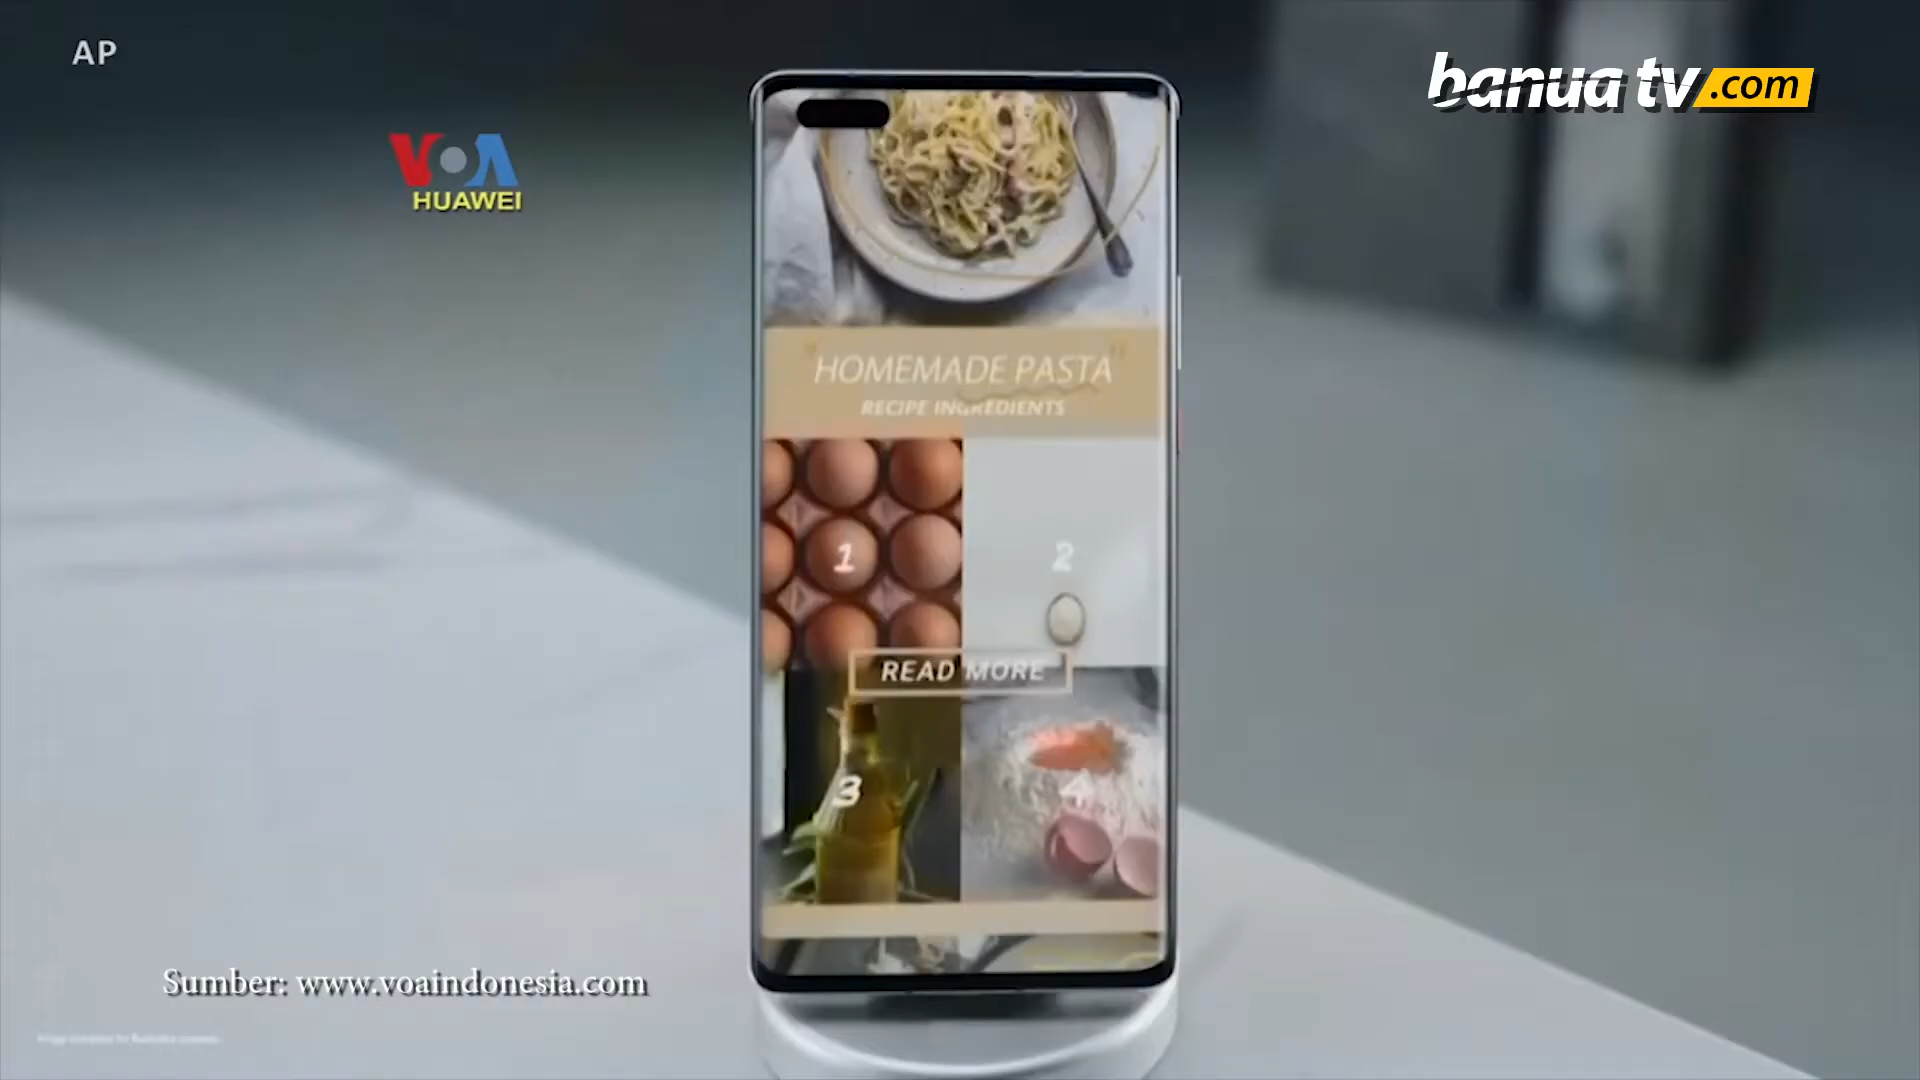 AP
banua tv.com
VOA
HUAWEI
"HOMEMADE PASTA"
RECIPE INGREDIENTS
1
2
READ MORE
3
4
Sumber: www.voaindonesia.com